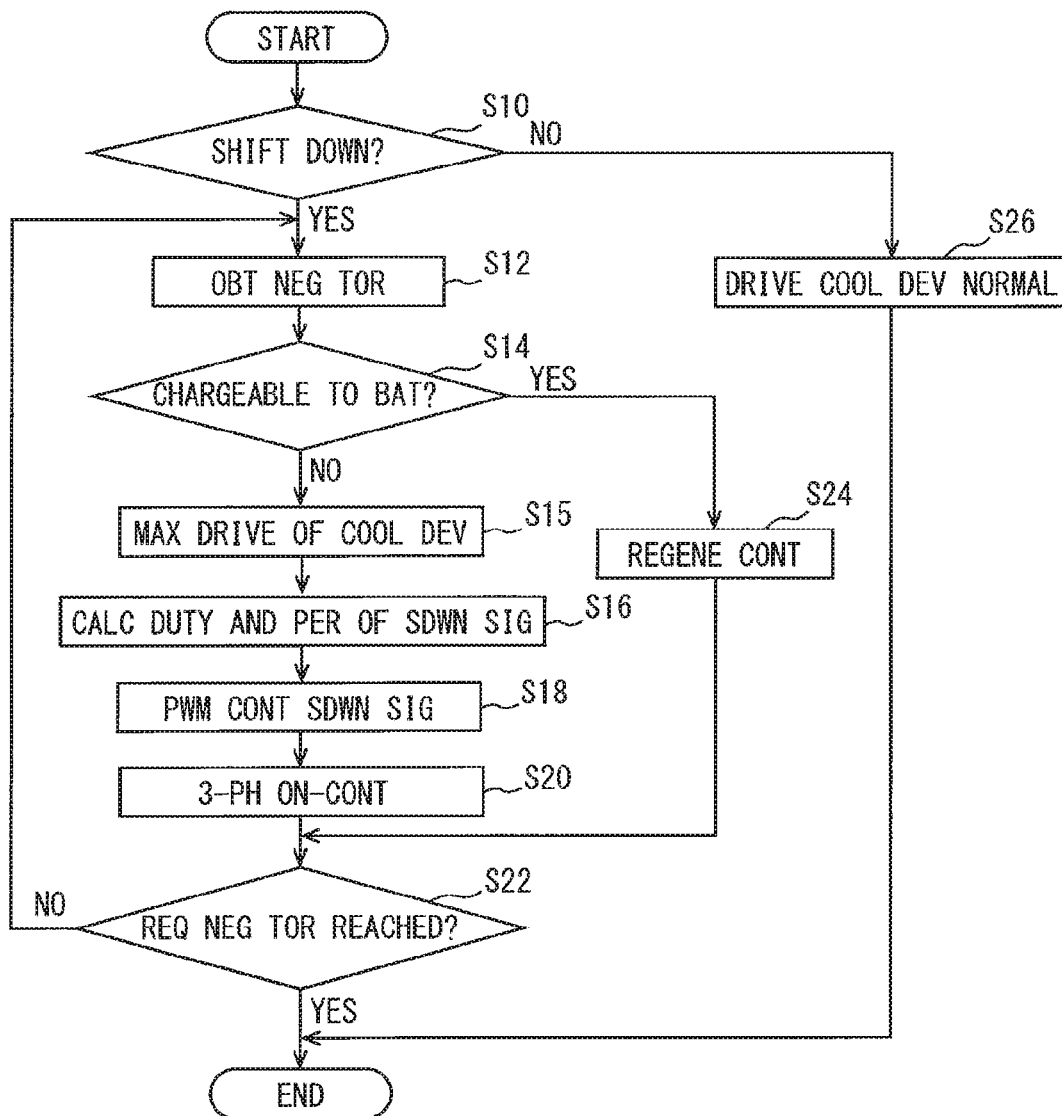 START
S10
SHIFT DOWN?
NO
YES
S12
OBT NEG TOR
S26
DRIVE COOL DEV NORMAL
S14
CHARGEABLE TO BAT?
YES
NO
S15
MAX DRIVE OF COOL DEV
S24
REGENE CONT
S16
CALC DUTY AND PER OF SDWN SIG
S18
PWM CONT SDWN SIG
S20
3-PH ON-CONT
S22
REQ NEG TOR REACHED?
NO
YES
END